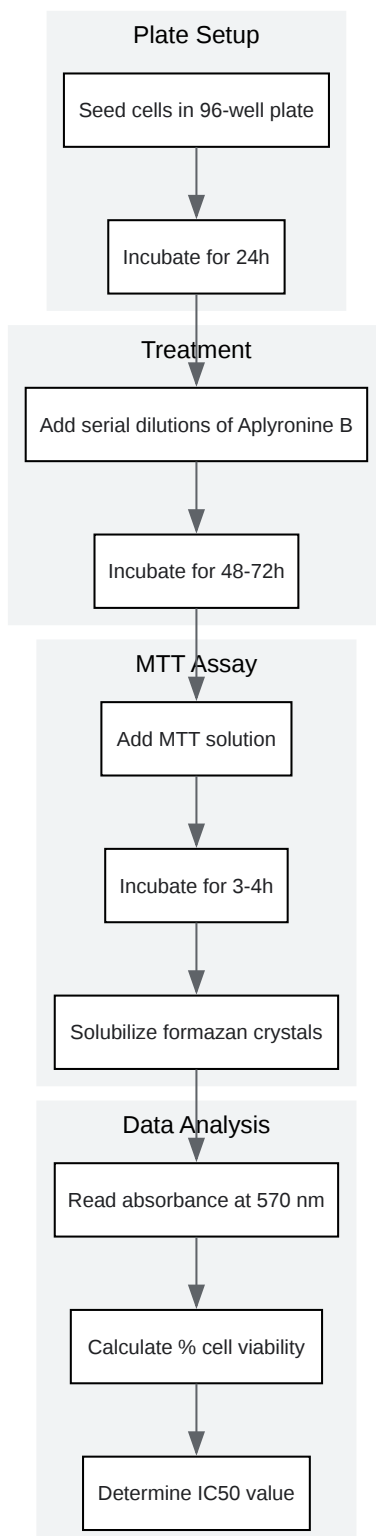 Plate Setup
Seed cells in 96-well plate
Incubate for 24h
Treatment
Add serial dilutions of Aplyronine B
Incubate for 48-72h
MTT Assay
Add MTT solution
Incubate for 3-4h
Solubilize formazan crystals
Data Analysis
Read absorbance at 570 nm
Calculate % cell viability
Determine IC50 value